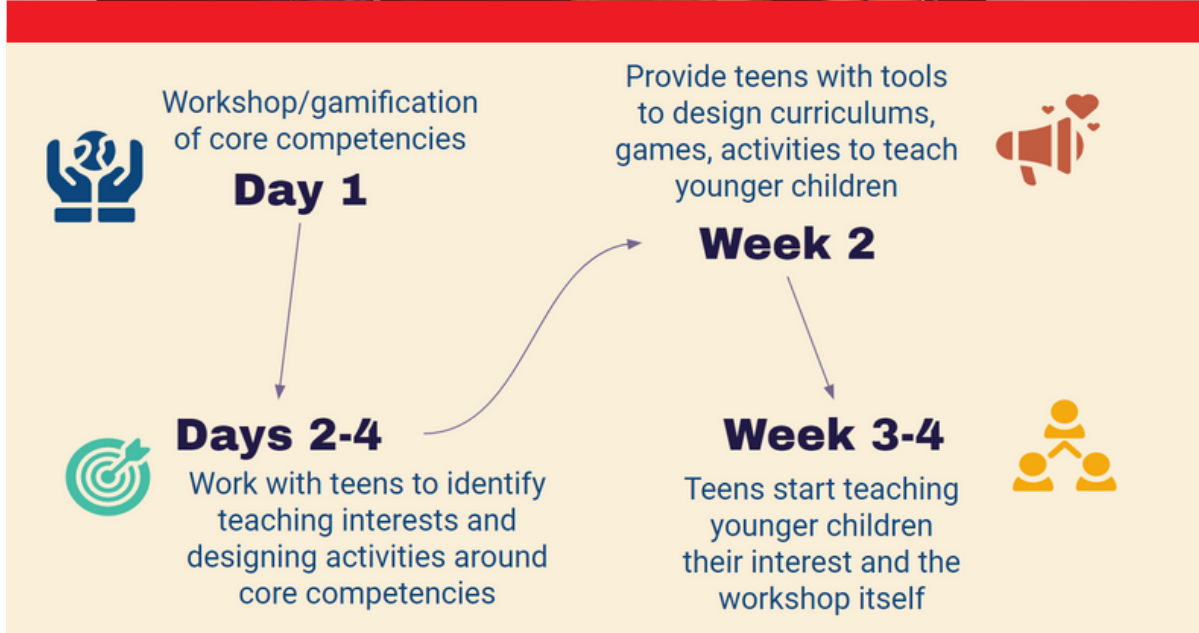 Workshop/gamification
of core competencies
Day 1
Days 2-4
Work with teens to identify
teaching interests and
designing activities around
core competencies
Provide teens with tools
to design curriculums,
games, activities to teach
younger children
Week 2
Week 3-4
Teens start teaching
younger children
their interest and the
workshop itself